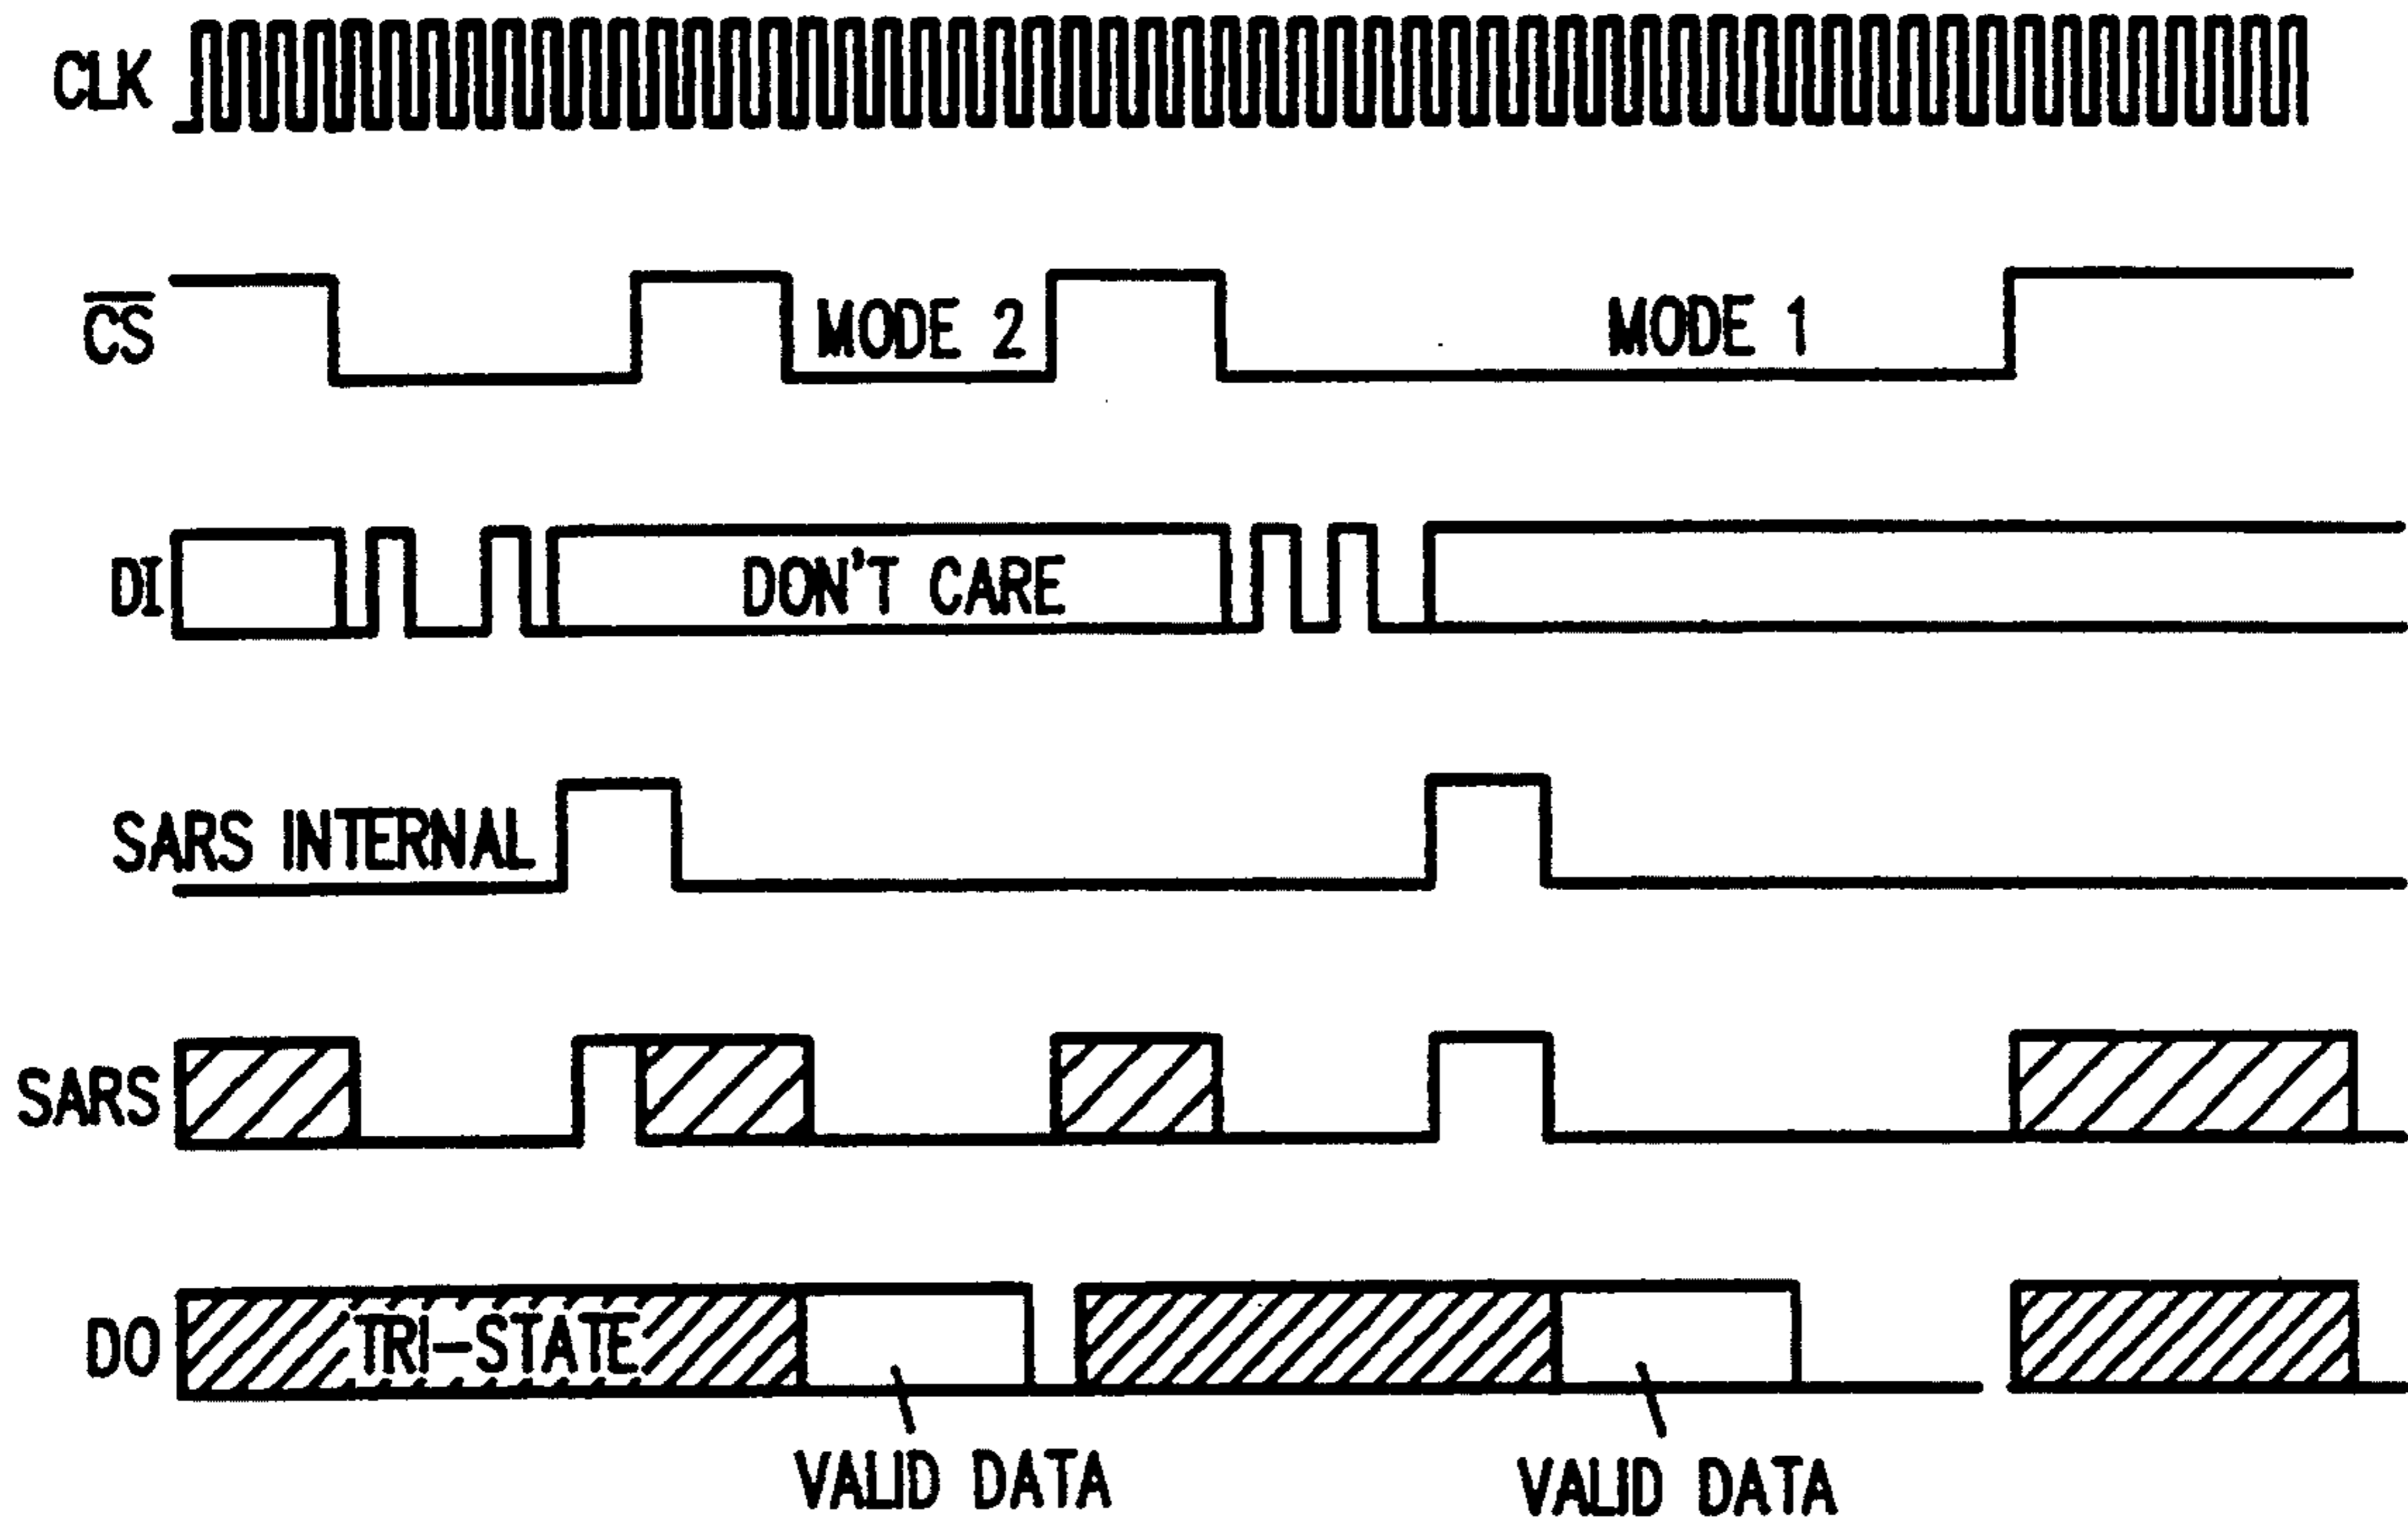 CLK
CS
MODE 2
MODE 1
DI
DON'T CARE
SARS INTERNAL
SARS
DO
TRI-STATE
VALID DATA
VALID DATA